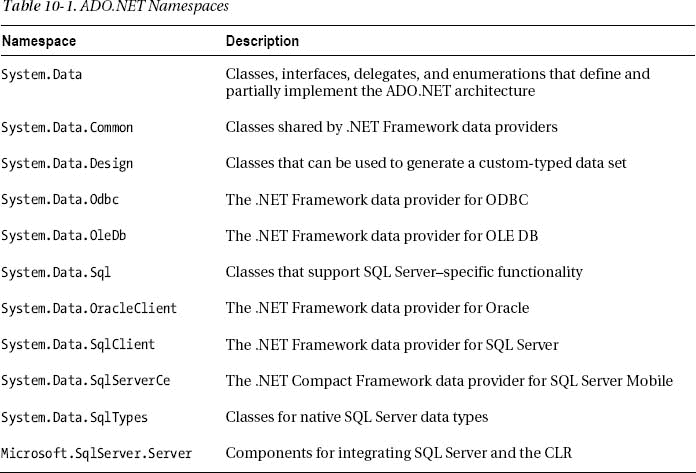 Table 10-1. ADO.NET Namespaces
Namespace Description
System.Data Classes, interfaces, delegates, and enumerations that define and
partially implement the ADO.NET architecture
System.Data.Common Classes shared by .NET Framework data providers
System.Data.Design Classes that can be used to generate a custom-typed data set
System.Data.Odbc The .NET Framework data provider for ODBC
System.Data.OleDb The .NET Framework data provider for OLE DB
System.Data.Sql Classes that support SQL Server–specific functionality
System.Data.OracleClient The .NET Framework data provider for Oracle
System.Data.SqlClient The .NET Framework data provider for SQL Server
System.Data.SqlServerCe The .NET Compact Framework data provider for SQL Server Mobile
System.Data.SqlTypes Classes for native SQL Server data types
Microsoft.SqlServer.Server Components for integrating SQL Server and the CLR